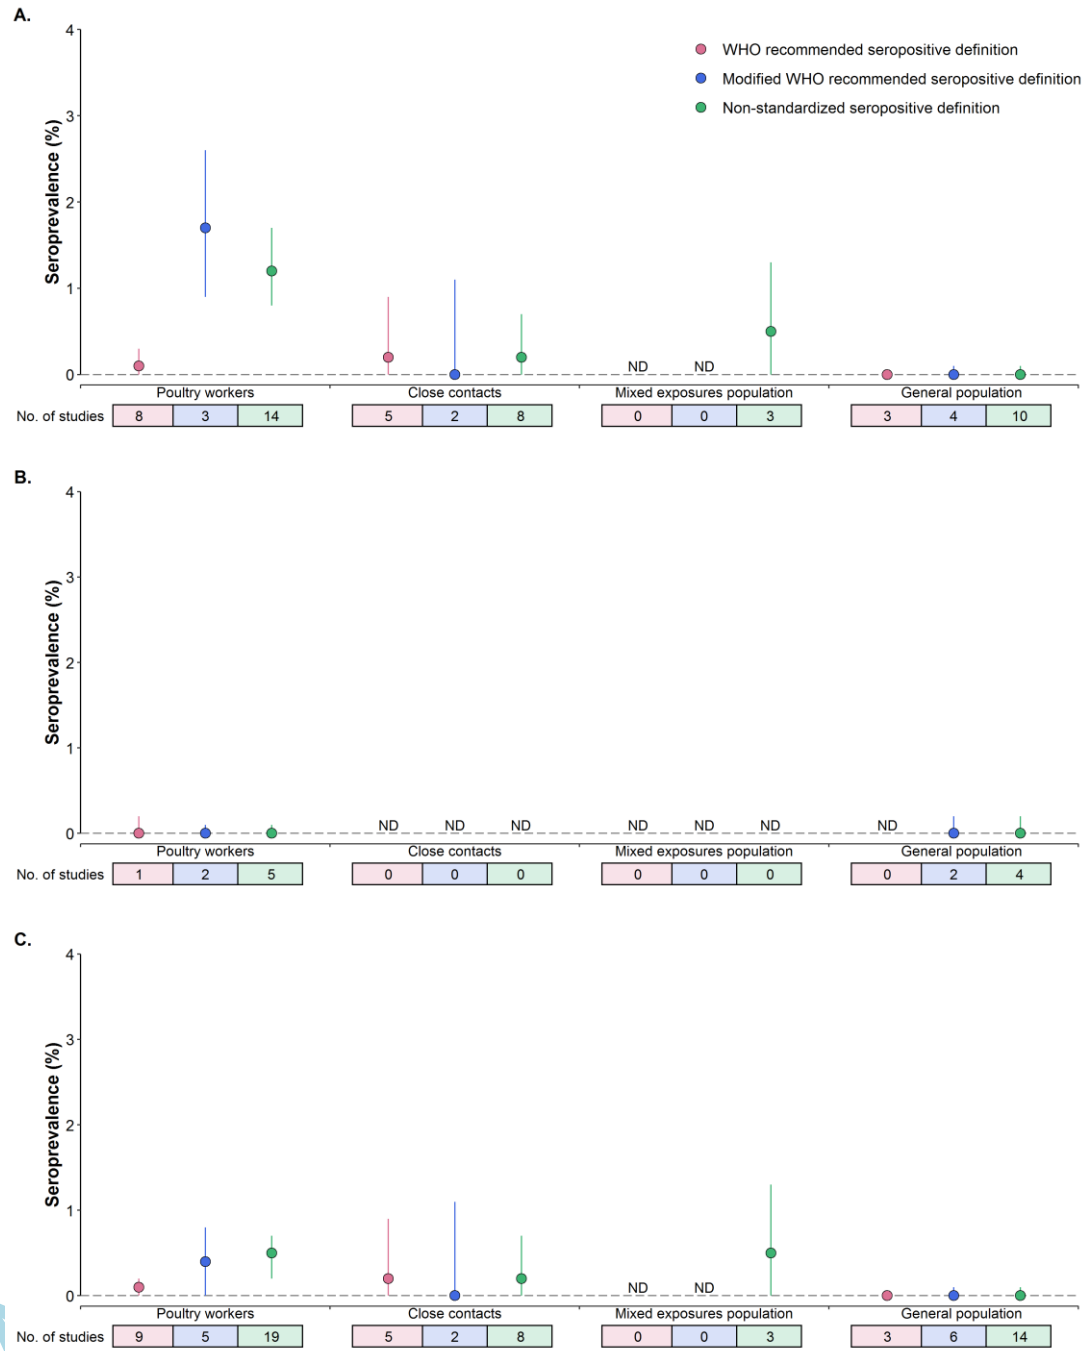 A.
4
WHO recommended seropositive definition
Modified WHO recommended seropositive definition
Non-standardized seropositive definition
3
Seroprevalence (%)
2
1
ND ND
0
Poultry workers Close contacts Mixed exposures population General population
No. of studies 8 3 14 5 2 8 0 0 3 3 4 10
B.
4
3
Seroprevalence (%)
2
1
ND ND ND ND ND ND ND
0
Poultry workers Close contacts Mixed exposures population General population
No. of studies 1 2 5 0 0 0 0 0 0 0 2 4
C.
4
3
Seroprevalence (%)
2
1
ND ND
0
Poultry workers Close contacts Mixed exposures population General population
No. of studies 9 5 19 5 2 8 0 0 3 3 6 14